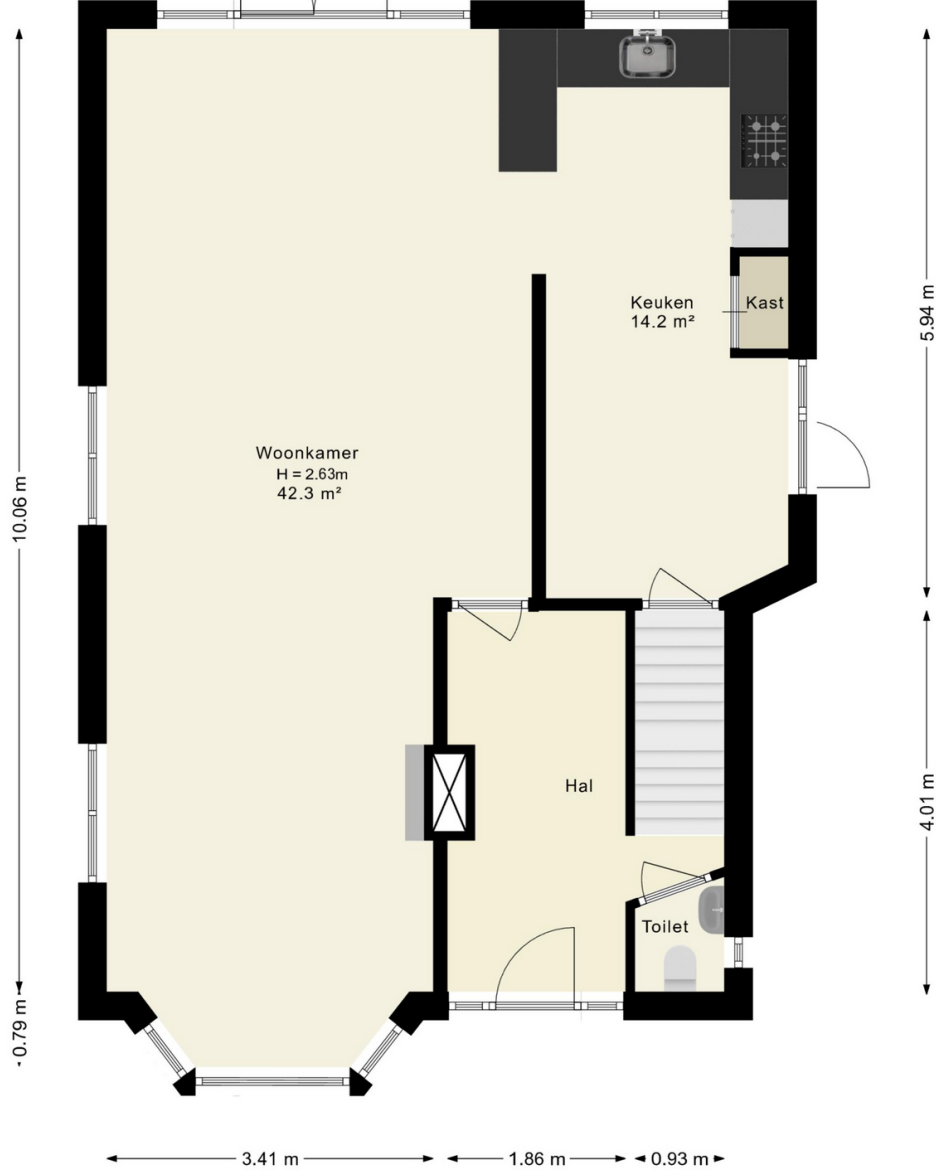 Keuken
14.2 m²
Kast
5.94 m
Woonkamer
H = 2.63m
42.3 m²
10.06 m
Hal
4.01 m
Toilet
0.79 m
3.41 m
1.86 m
0.93 m